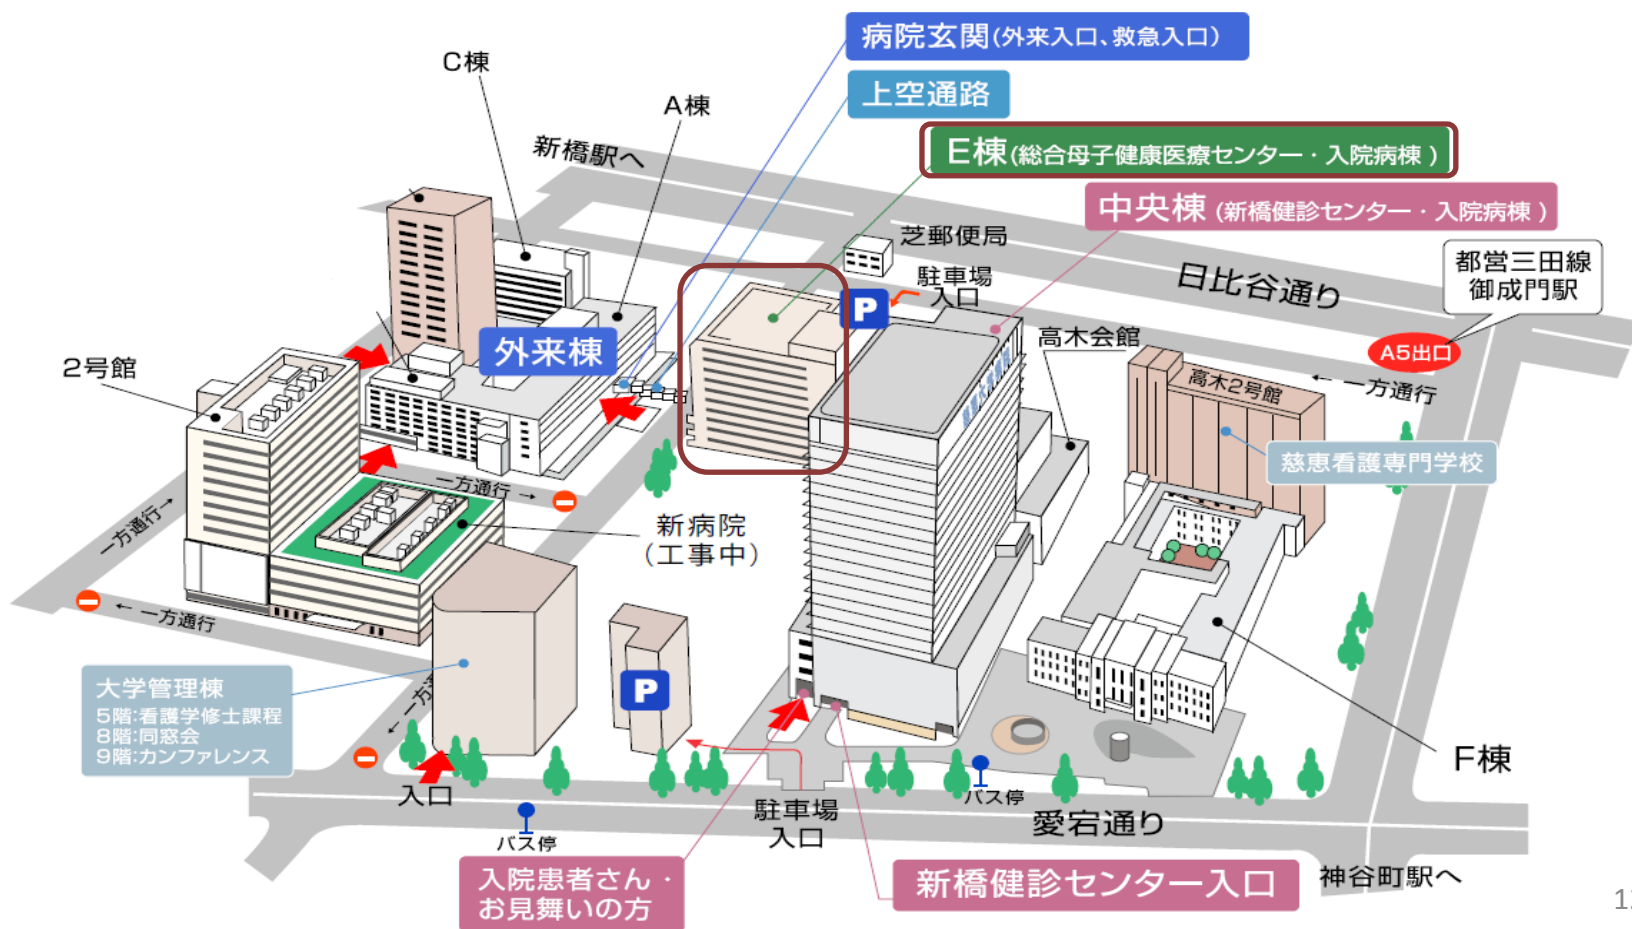 病院玄関(外来入口、救急入口)
上空通路
E棟(総合母子健康医療センター・入院病棟)
中央棟(新橋健診センター・入院病棟)
C棟
A棟
新橋駅へ
芝郵便局
駐車場
入口
P
日比谷通り
都営三田線
御成門駅
A5出口
← 一方通行
高木会館
高木2号館
慈恵看護専門学校
外来棟
2号館
一方通行→
一方通行 →
新病院
(工事中)
← 一方通行
大学管理棟
5階:看護学修士課程
8階:同窓会
9階:カンファレンス
← 一方通
P
入口
バス停
駐車場
入口
バス停
愛宕通り
F棟
神谷町駅へ
入院患者さん・
お見舞いの方
新橋健診センター入口